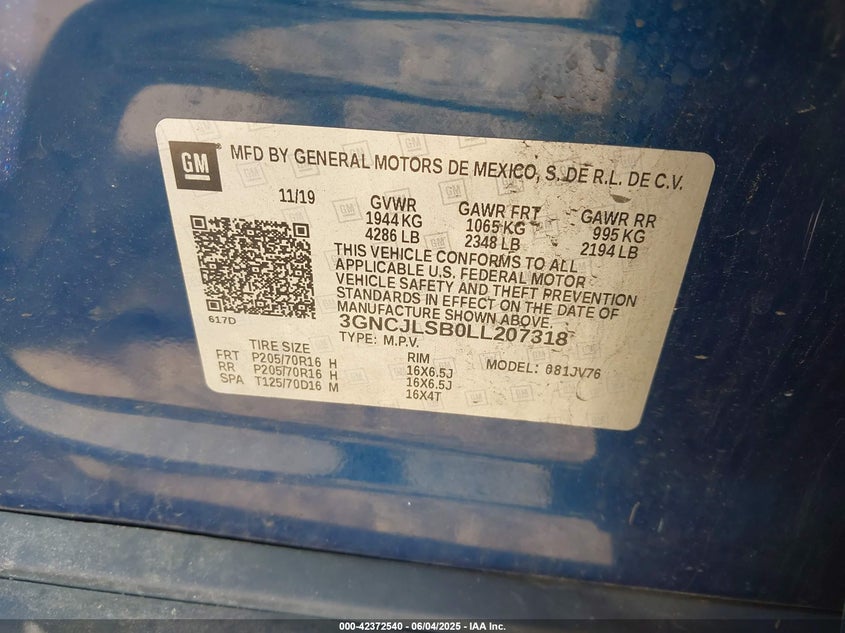 GM
MFD BY GENERAL MOTORS DE MEXICO, S. DE R.L. DE C.V.
11/19
GVWR
1944 KG
4286 LB
GAWR FRT
1065 KG
2348 LB
GAWR RR
995 KG
2194 LB
THIS VEHICLE CONFORMS TO ALL
APPLICABLE U.S. FEDERAL MOTOR
VEHICLE SAFETY AND THEFT PREVENTION
STANDARDS IN EFFECT ON THE DATE OF
MANUFACTURE SHOWN ABOVE.
617D
3GNCJLSB0LL207318
TYPE: M.P.V.
MODEL: 081JV76
TIRE SIZE RIM
FRT P205/70R16 H 16X6.5J
RR P205/70R16 H 16X6.5J
SPA T125/70D16 M 16X4T
000-42372540 - 06/04/2025 - IAA Inc.